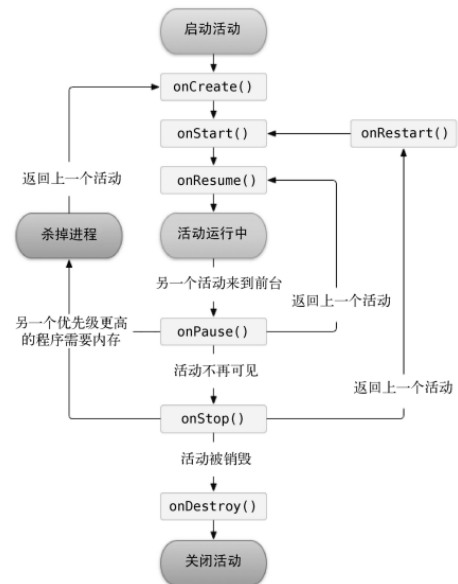 启动活动
onCreate()
onStart()
onRestart()
onResume()
返回上一个活动
杀掉进程
活动运行中
另一个活动来到前台
返回上一个活动
另一个优先级更高
的程序需要内存
onPause()
活动不再可见
返回上一个活动
onStop()
活动被销毁
onDestroy()
关闭活动